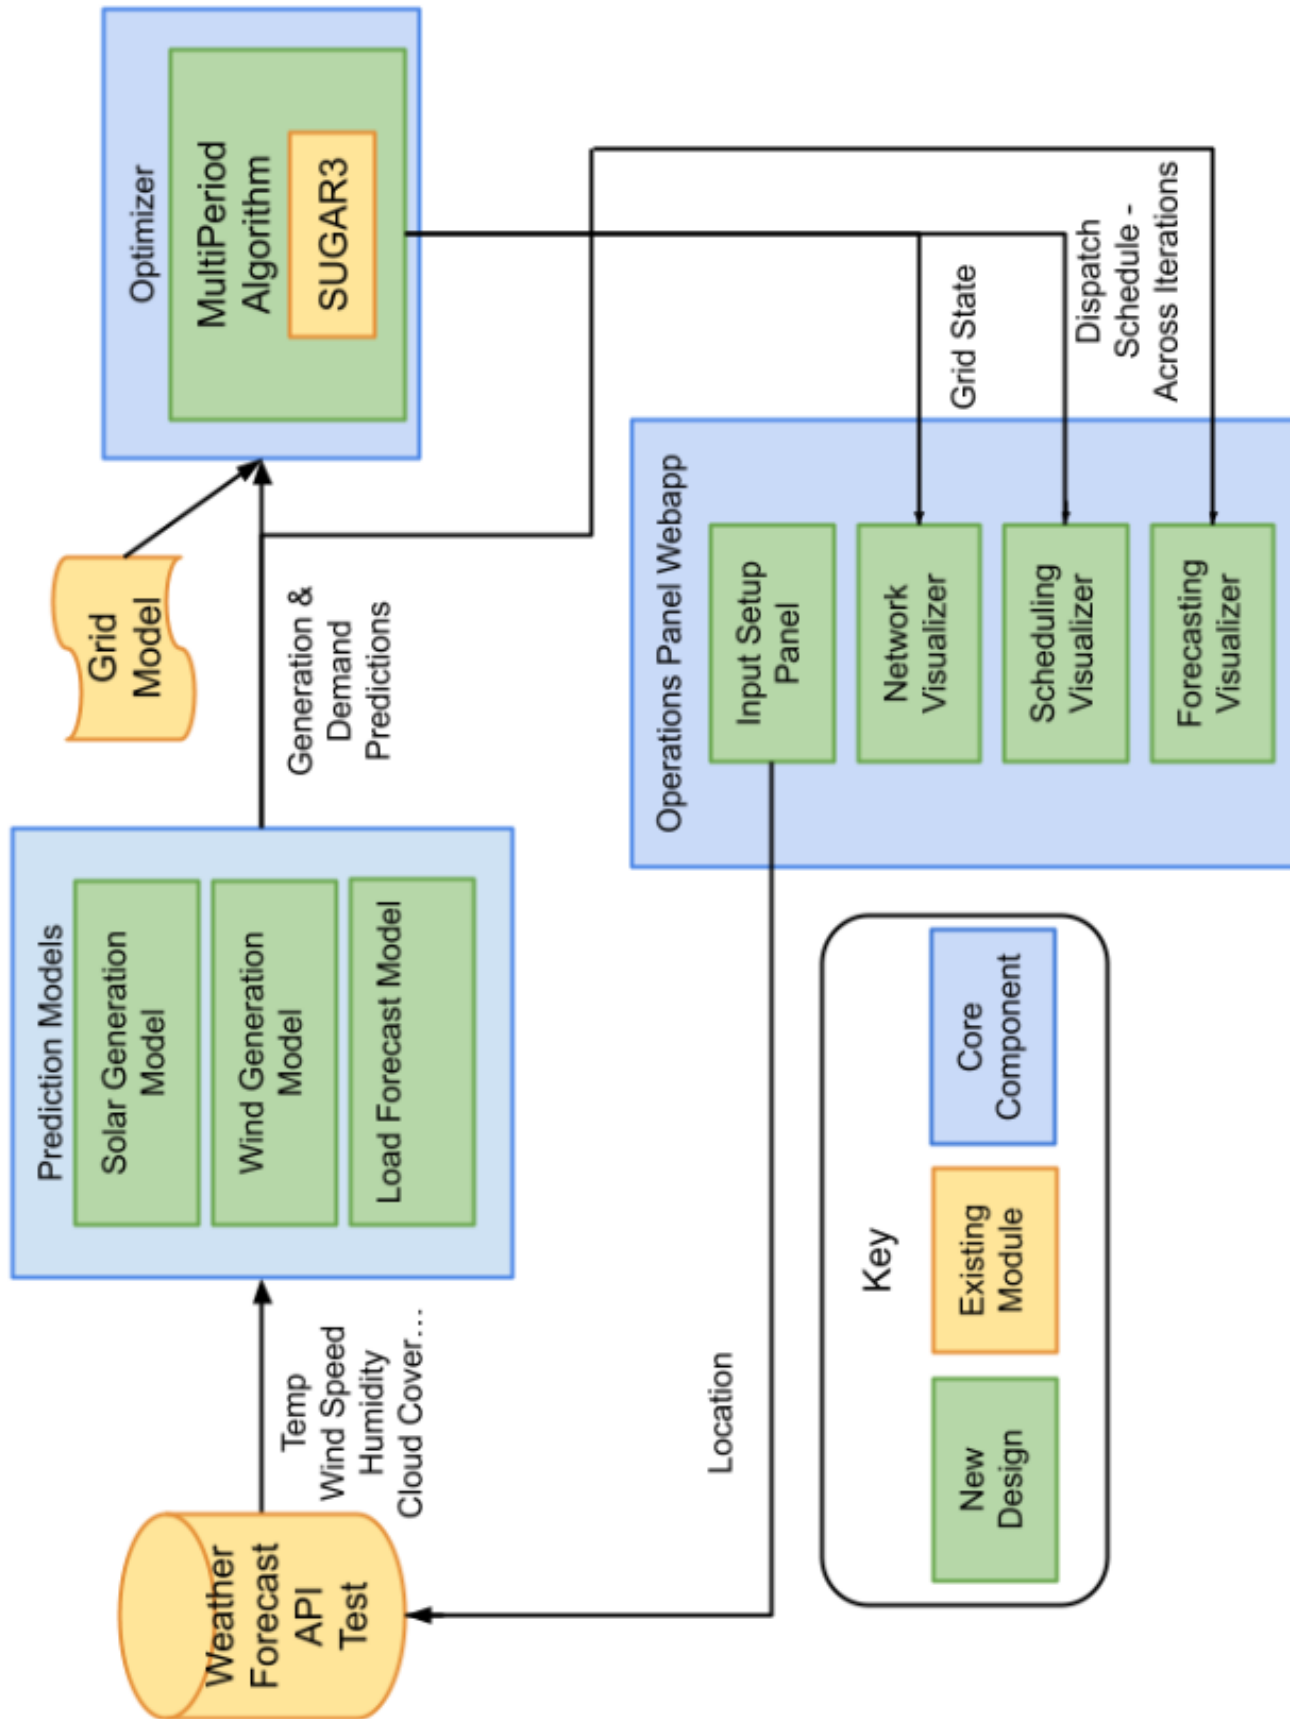 Weather
Forecast
API
Test
Temp
Wind Speed
Humidity
Cloud Cover...
Prediction Models
Solar Generation
Model
Wind Generation
Model
Load Forecast Model
Generation &
Demand
Predictions
Grid
Model
Optimizer
MultiPeriod
Algorithm
SUGAR3
Location
Operations Panel Webapp
Input Setup
Panel
Network
Visualizer
Scheduling
Visualizer
Forecasting
Visualizer
Grid State
Dispatch
Schedule -
Across Iterations
Key
New
Design
Existing
Module
Core
Component